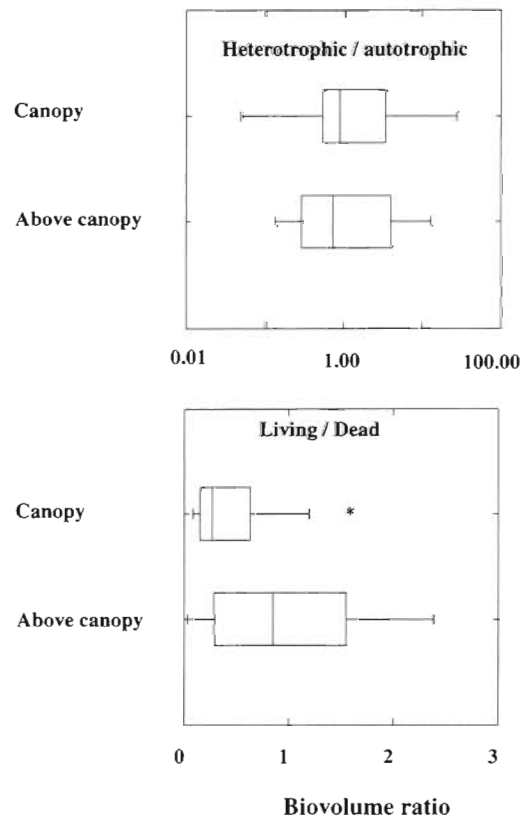 Heterotrophic / autotrophic
Canopy
Above canopy
0.01 1.00 100.00
Living / Dead
Canopy
*
Above canopy
0 1 2 3
Biovolume ratio